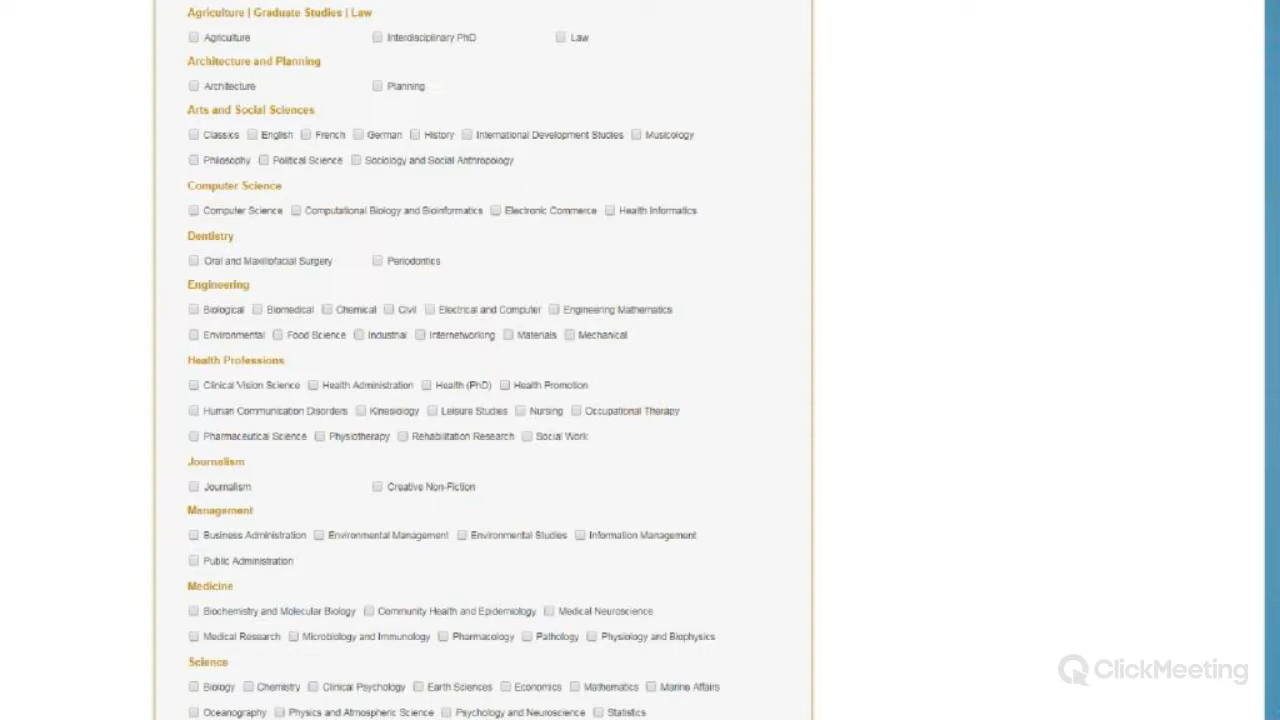 Agriculture | Graduate Studies | Law
Agriculture Interdisciplinary PhD Law
Architecture and Planning
Architecture Planning
Arts and Social Sciences
Classics English French German History International Development Studies Musicology
Philosophy Political Science Sociology and Social Anthropology
Computer Science
Computer Science Computational Biology and Bioinformatics Electronic Commerce Health Informatics
Dentistry
Oral and Maxillofacial Surgery Periodontics
Engineering
Biological Biomedical Chemical Civil Electrical and Computer Engineering Mathematics
Environmental Food Science Industrial Internetworking Materials Mechanical
Health Professions
Clinical Vision Science Health Administration Health (PhD) Health Promotion
Human Communication Disorders Kinesiology Leisure Studies Nursing Occupational Therapy
Pharmaceutical Science Physiotherapy Rehabilitation Research Social Work
Journalism
Journalism Creative Non-Fiction
Management
Business Administration Environmental Management Environmental Studies Information Management
Public Administration
Medicine
Biochemistry and Molecular Biology Community Health and Epidemiology Medical Neuroscience
Medical Research Microbiology and Immunology Pharmacology Pathology Physiology and Biophysics
Science
Biology Chemistry Clinical Psychology Earth Sciences Economics Mathematics Marine Affairs
Oceanography Physics and Atmospheric Science Psychology and Neuroscience Statistics
ClickMeeting